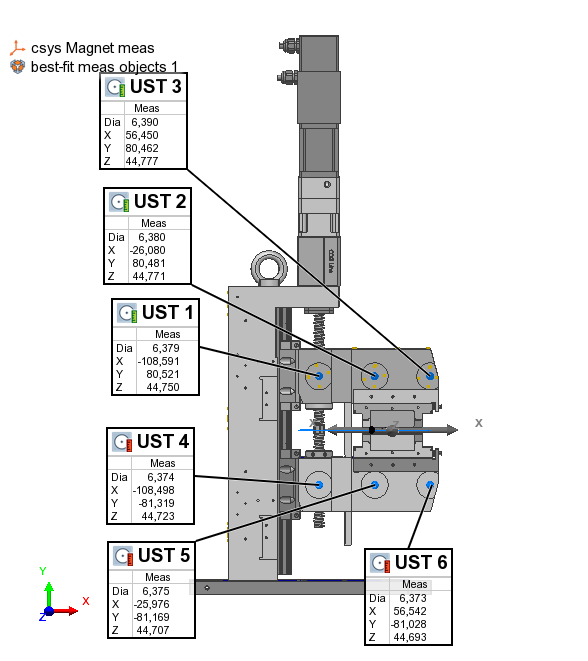 csys Magnet meas
best-fit meas objects 1
UST 3
Meas
Dia 6,390
X 56,450
Y 80,462
Z 44,777
UST 2
Meas
Dia 6,380
X -26,080
Y 80,481
Z 44,771
UST 1
Meas
Dia 6,379
X -108,591
Y 80,521
Z 44,750
UST 4
Meas
Dia 6,374
X -108,498
Y -81,319
Z 44,723
UST 5
Meas
Dia 6,375
X -25,976
Y -81,169
Z 44,707
UST 6
Meas
Dia 6,373
X 56,542
Y -81,028
Z 44,693
X
Z
Y
X
Z